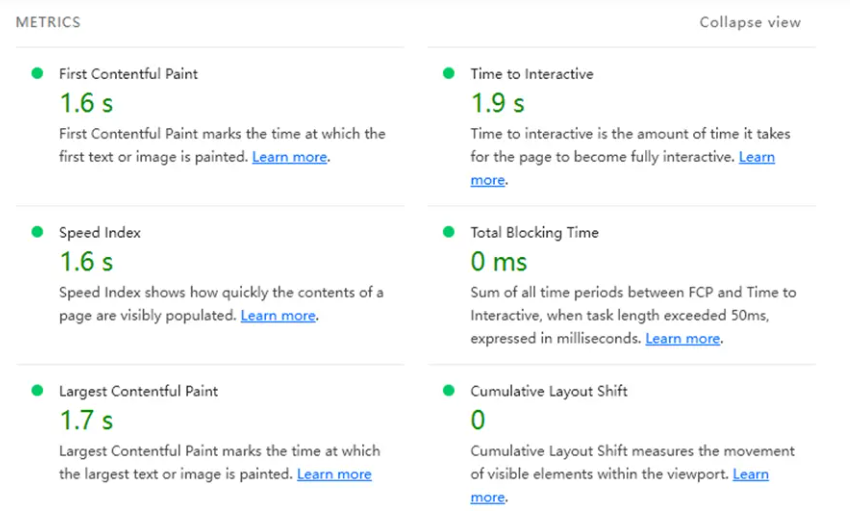 METRICS
Collapse view
First Contentful Paint
1.6 s
First Contentful Paint marks the time at which the
first text or image is painted. Learn more.
Time to Interactive
1.9 s
Time to interactive is the amount of time it takes
for the page to become fully interactive. Learn
more.
Speed Index
1.6 s
Speed Index shows how quickly the contents of a
page are visibly populated. Learn more.
Total Blocking Time
0 ms
Sum of all time periods between FCP and Time to
Interactive, when task length exceeded 50ms,
expressed in milliseconds. Learn more.
Largest Contentful Paint
1.7 s
Largest Contentful Paint marks the time at which
the largest text or image is painted. Learn more
Cumulative Layout Shift
0
Cumulative Layout Shift measures the movement
of visible elements within the viewport. Learn
more.